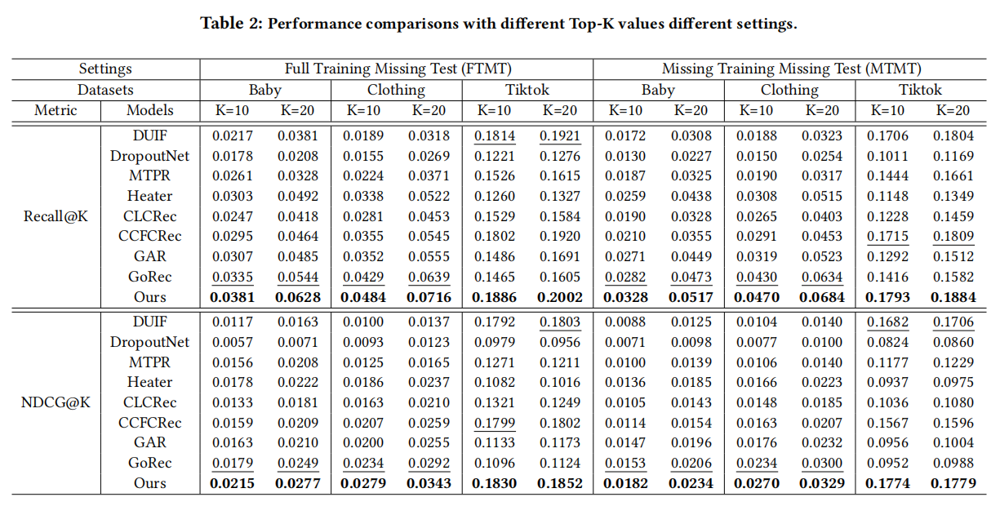 Table 2: Performance comparisons with different Top-K values different settings.
Settings Full Training Missing Test (FTMT) Missing Training Missing Test (MTMT)
Datasets Baby Clothing Tiktok Baby Clothing Tiktok
Metric Models K=10 K=20 K=10 K=20 K=10 K=20 K=10 K=20 K=10 K=20 K=10 K=20
DUIF 0.0217 0.0381 0.0189 0.0318 0.1814 0.1921 0.0172 0.0308 0.0188 0.0323 0.1706 0.1804
DropoutNet 0.0178 0.0208 0.0155 0.0269 0.1221 0.1276 0.0130 0.0227 0.0150 0.0254 0.1011 0.1169
MTPR 0.0261 0.0328 0.0224 0.0371 0.1526 0.1615 0.0187 0.0325 0.0190 0.0317 0.1444 0.1661
Heater 0.0303 0.0492 0.0338 0.0522 0.1260 0.1327 0.0259 0.0438 0.0308 0.0515 0.1148 0.1349
Recall@K CLCRec 0.0247 0.0418 0.0281 0.0453 0.1529 0.1584 0.0190 0.0328 0.0265 0.0403 0.1228 0.1459
CCFCRec 0.0295 0.0464 0.0355 0.0545 0.1802 0.1920 0.0210 0.0355 0.0291 0.0453 0.1715 0.1809
GAR 0.0307 0.0485 0.0352 0.0555 0.1486 0.1691 0.0271 0.0449 0.0319 0.0523 0.1292 0.1512
GoRec 0.0335 0.0544 0.0429 0.0639 0.1465 0.1605 0.0282 0.0473 0.0430 0.0634 0.1416 0.1582
Ours 0.0381 0.0628 0.0484 0.0716 0.1886 0.2002 0.0328 0.0517 0.0470 0.0684 0.1793 0.1884
DUIF 0.0117 0.0163 0.0100 0.0137 0.1792 0.1803 0.0088 0.0125 0.0104 0.0140 0.1682 0.1706
DropoutNet 0.0057 0.0071 0.0093 0.0123 0.0979 0.0956 0.0071 0.0098 0.0077 0.0100 0.0824 0.0860
MTPR 0.0156 0.0208 0.0125 0.0165 0.1271 0.1211 0.0100 0.0139 0.0106 0.0140 0.1177 0.1229
Heater 0.0178 0.0222 0.0186 0.0237 0.1082 0.1016 0.0136 0.0185 0.0166 0.0223 0.0937 0.0975
NDCG@K CLCRec 0.0133 0.0181 0.0163 0.0210 0.1321 0.1249 0.0105 0.0143 0.0148 0.0185 0.1036 0.1080
CCFCRec 0.0159 0.0209 0.0207 0.0259 0.1799 0.1802 0.0114 0.0154 0.0163 0.0207 0.1567 0.1596
GAR 0.0163 0.0210 0.0200 0.0255 0.1133 0.1173 0.0147 0.0196 0.0176 0.0232 0.0956 0.1004
GoRec 0.0179 0.0249 0.0234 0.0292 0.1096 0.1124 0.0153 0.0206 0.0234 0.0300 0.0952 0.0988
Ours 0.0215 0.0277 0.0279 0.0343 0.1830 0.1852 0.0182 0.0234 0.0270 0.0329 0.1774 0.1779